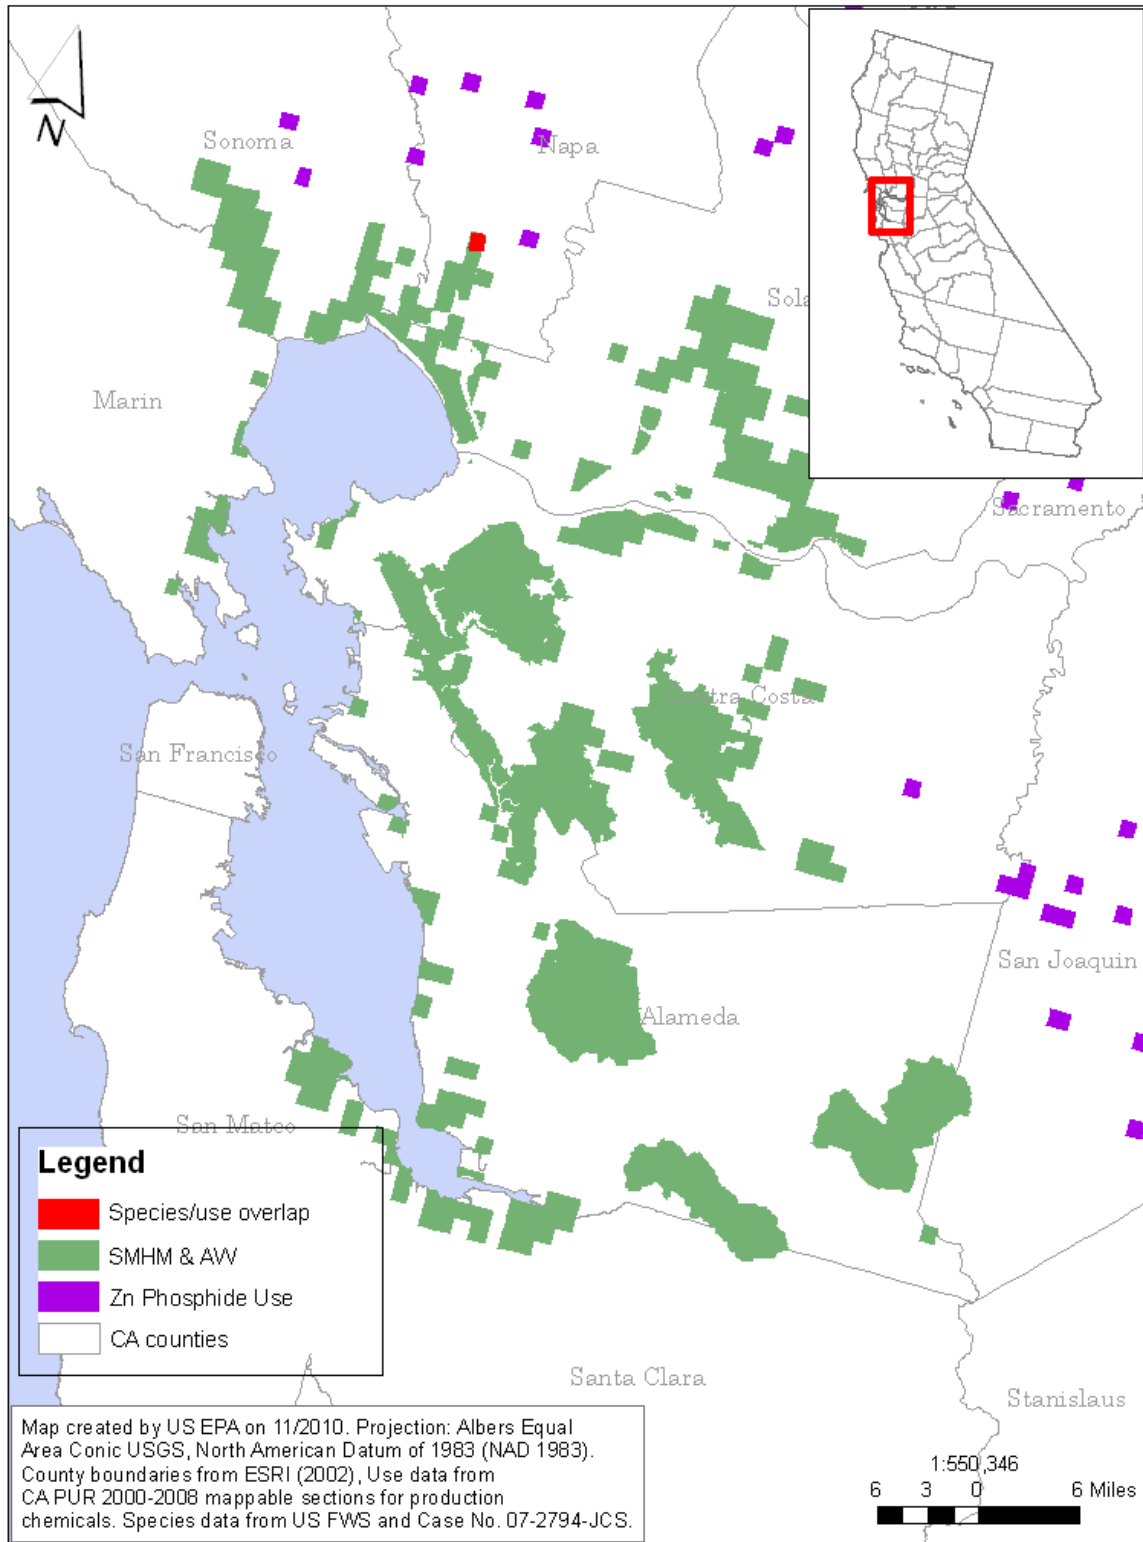 N
Sonoma
Napa
Sola
Marin
Sacramento
Contra Costa
San Francisco
San Joaquin
Alameda
San Mateo
Legend
Species/use overlap
SMHM & AW
Zn Phosphide Use
CA counties
Santa Clara
Stanislaus
Map created by US EPA on 11/2010. Projection: Albers Equal
Area Conic USGS, North American Datum of 1983 (NAD 1983).
County boundaries from ESRI (2002), Use data from
CA PUR 2000-2008 mappable sections for production
chemicals. Species data from US FWS and Case No. 07-2794-JCS.
1:550,346
6 3 0 6 Miles